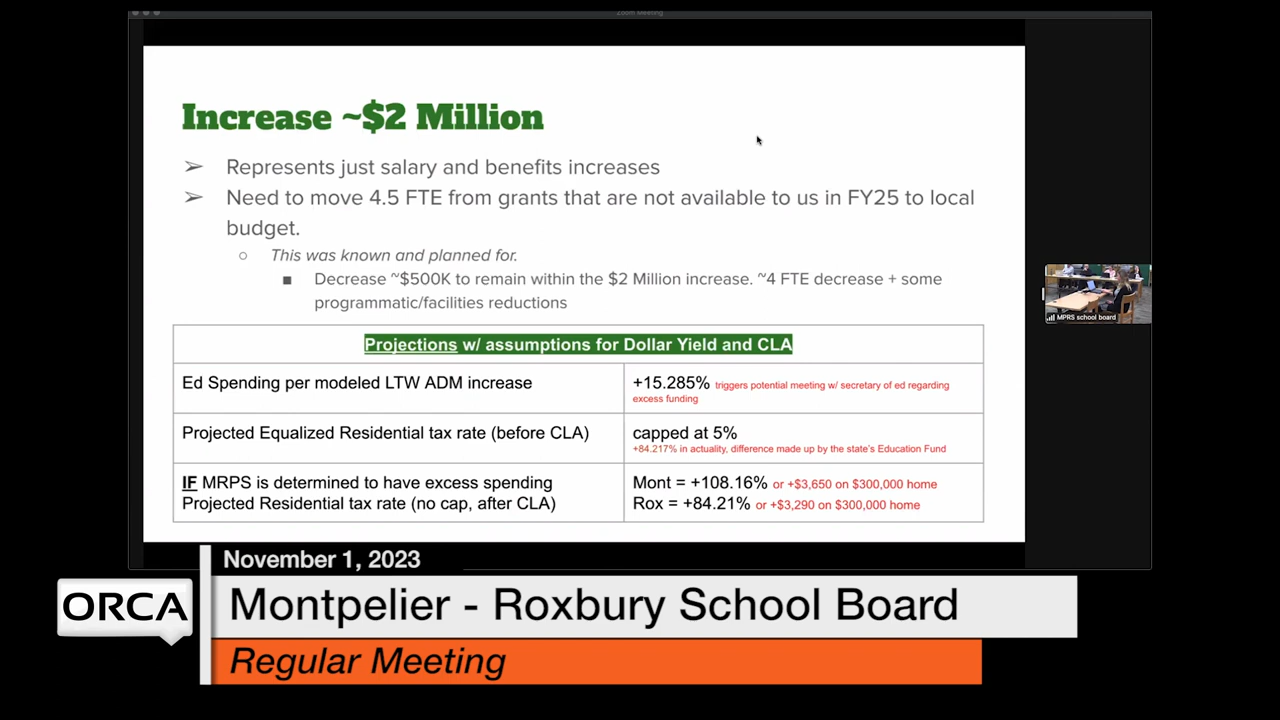 Zoom Meeting
Increase ~$2 Million
➢ Represents just salary and benefits increases
➢ Need to move 4.5 FTE from grants that are not available to us in FY25 to local
budget.
○ This was known and planned for.
■ Decrease ~$500K to remain within the $2 Million increase. ~4 FTE decrease + some
programmatic/facilities reductions
Projections w/ assumptions for Dollar Yield and CLA
Ed Spending per modeled LTW ADM increase
+15.285% triggers potential meeting w/ secretary of ed regarding
excess funding
Projected Equalized Residential tax rate (before CLA)
capped at 5%
+84.217% in actuality, difference made up by the state's Education Fund
IF MRPS is determined to have excess spending
Projected Residential tax rate (no cap, after CLA)
Mont = +108.16% or +$3,650 on $300,000 home
Rox = +84.21% or +$3,290 on $300,000 home
MPRS school board
November 1, 2023
ORCA
Montpelier - Roxbury School Board
Regular Meeting